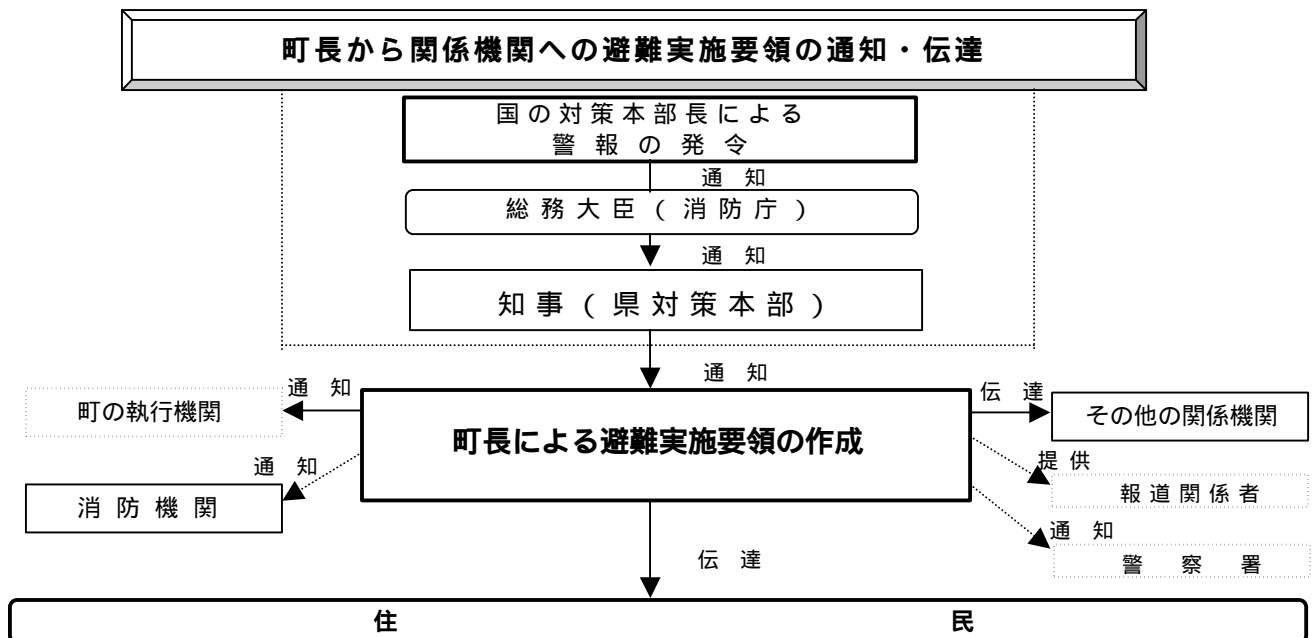 町長から関係機関への避難実施要領の通知・伝達
国の対策本部長による
警報の発令
通知
総務大臣(消防庁)
通知
知事(県対策本部)
通知
通知
町の執行機関
伝達
その他の関係機関
町長による避難実施要領の作成
通知
消防機関
提供
報道関係者
通知
警察署
伝達
住民